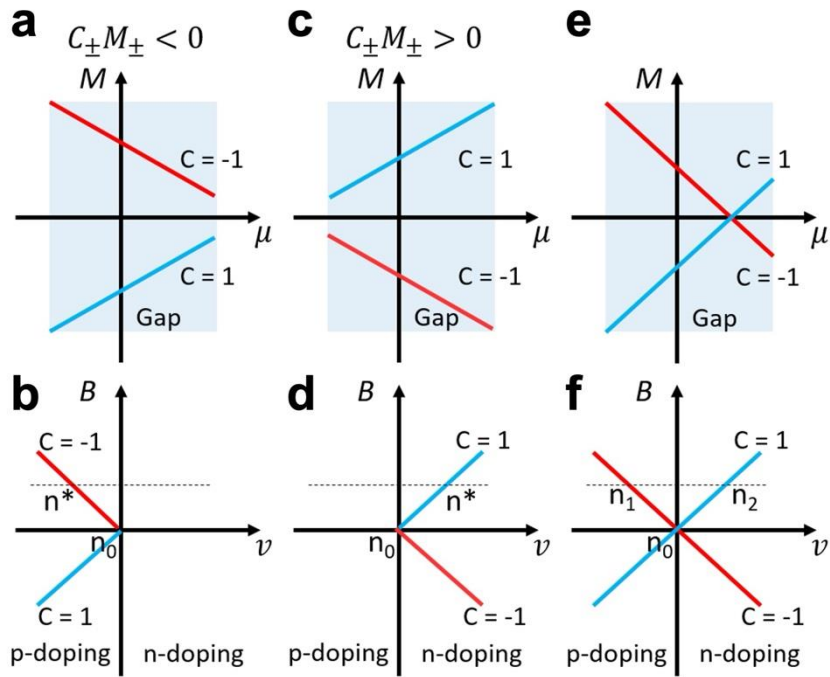 a
C±M± < 0
M
C = -1
μ
C = 1
Gap
c
C±M± > 0
M
C = 1
μ
C = -1
Gap
e
M
C = 1
μ
C = -1
Gap
b
B
C = -1
n*
n₀
ν
C = 1
p-doping
n-doping
d
B
C = 1
n*
n₀
ν
C = -1
p-doping
n-doping
f
B
C = 1
n₁
n₂
n₀
ν
C = -1
p-doping
n-doping